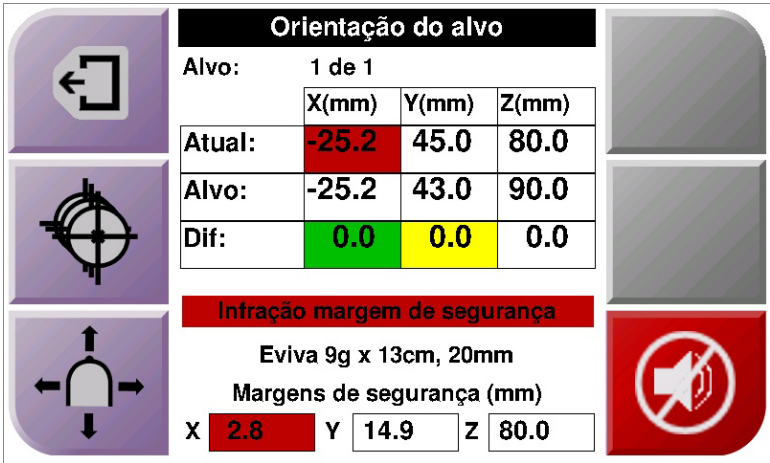 Orientação do alvo
Alvo: 1 de 1
X(mm) Y(mm) Z(mm)
Atual: -25.2 45.0 80.0
Alvo: -25.2 43.0 90.0
Dif: 0.0 0.0 0.0
Infração margem de segurança
Eviva 9g x 13cm, 20mm
Margens de segurança (mm)
X 2.8 Y 14.9 Z 80.0